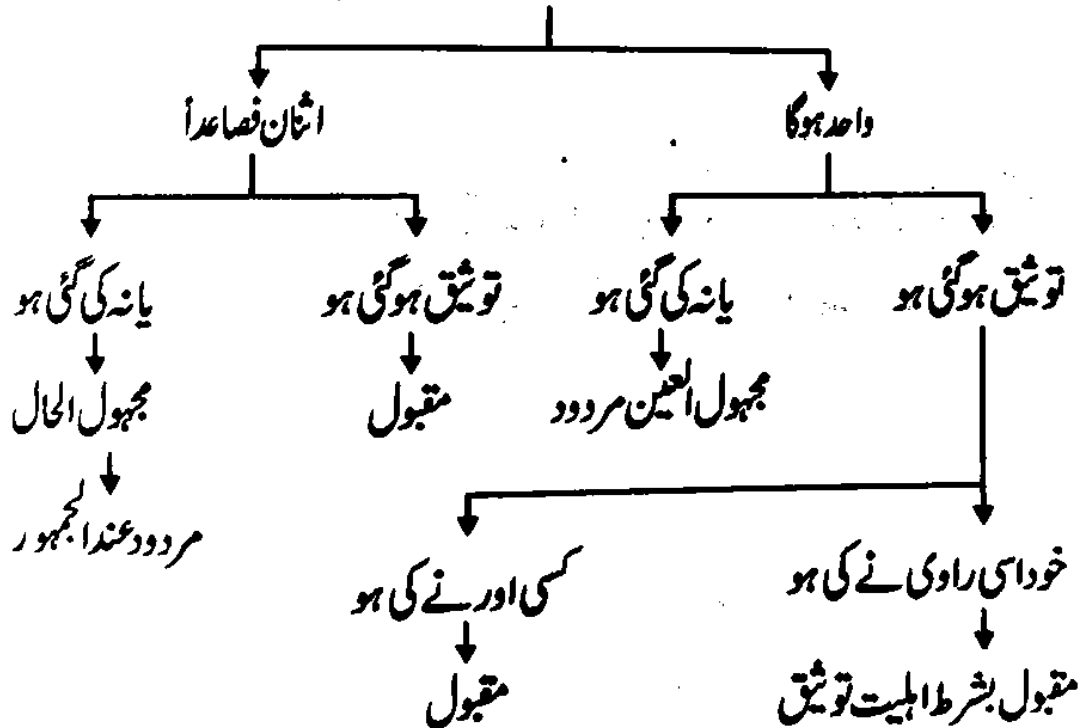 واحد ہوگا
اثنان فصاعداً
توثیق ہوگئی ہو
یا نہ کی گئی ہو
توثیق ہوگئی ہو
یا نہ کی گئی ہو
مجہول العین مردود
مقبول
مجہول الحال
مردود عند الجمہور
خود اسی راوی نے کی ہو
کسی اور نے کی ہو
مقبول بشرط اہلیت توثیق
مقبول